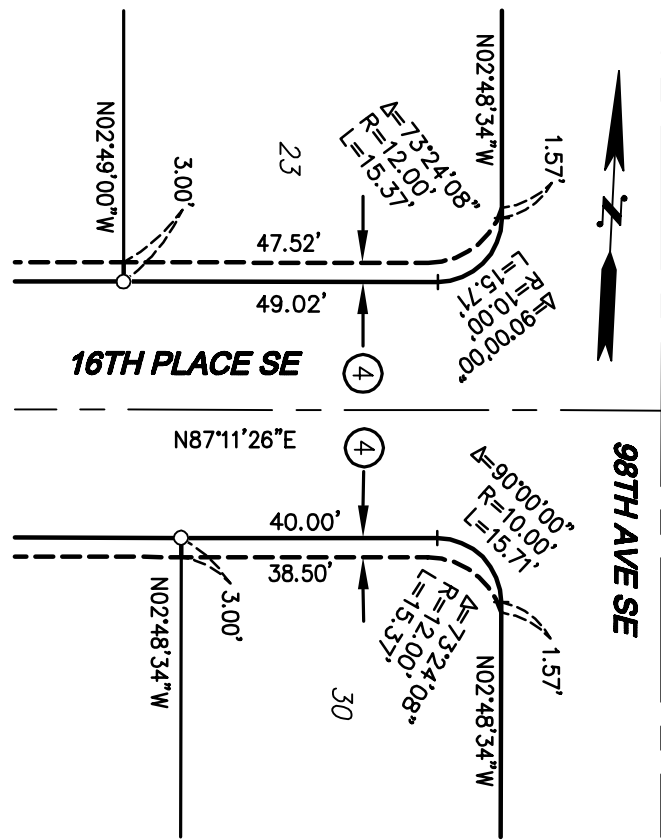 N02°48'34"W
1.57'
Δ=73°24'08"
R=12.00'
L=15.37'
N02°49'00"W
3.00'
23
47.52'
49.02'
Δ=90°00'00"
R=10.00'
L=15.71'
N
16TH PLACE SE
4
N87°11'26"E
4
98TH AVE SE
40.00'
38.50'
Δ=90°00'00"
R=10.00'
L=15.71'
1.57'
Δ=73°24'08"
R=12.00'
L=15.37'
3.00'
N02°48'34"W
30
N02°48'34"W